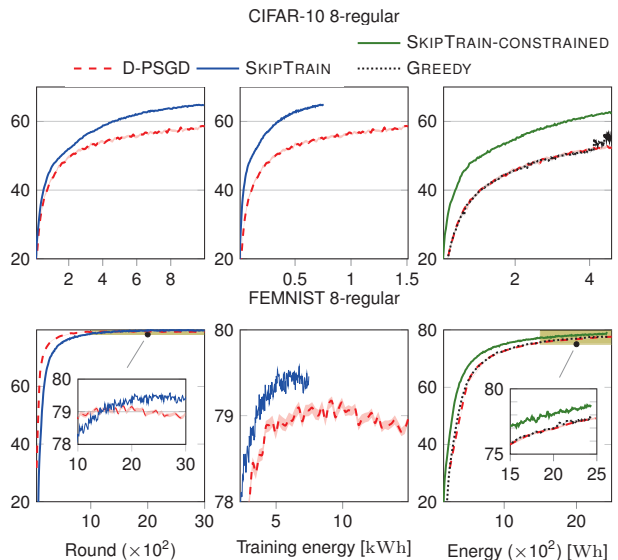 CIFAR-10 8-regular
SKIPTRAIN-CONSTRAINED
D-PSGD SKIPTRAIN GREEDY
60 60 60
40 40 40
20 20 20
2 4 6 8 0.5 1 1.5 2 4
FEMNIST 8-regular
80 80
60 79 60
40 40
20 78 20
80
79
78
10 20 30
80
75
15 20 25
10 20 30 5 10 10 20
Round (×10²) Training energy [kWh] Energy (×10²) [Wh]